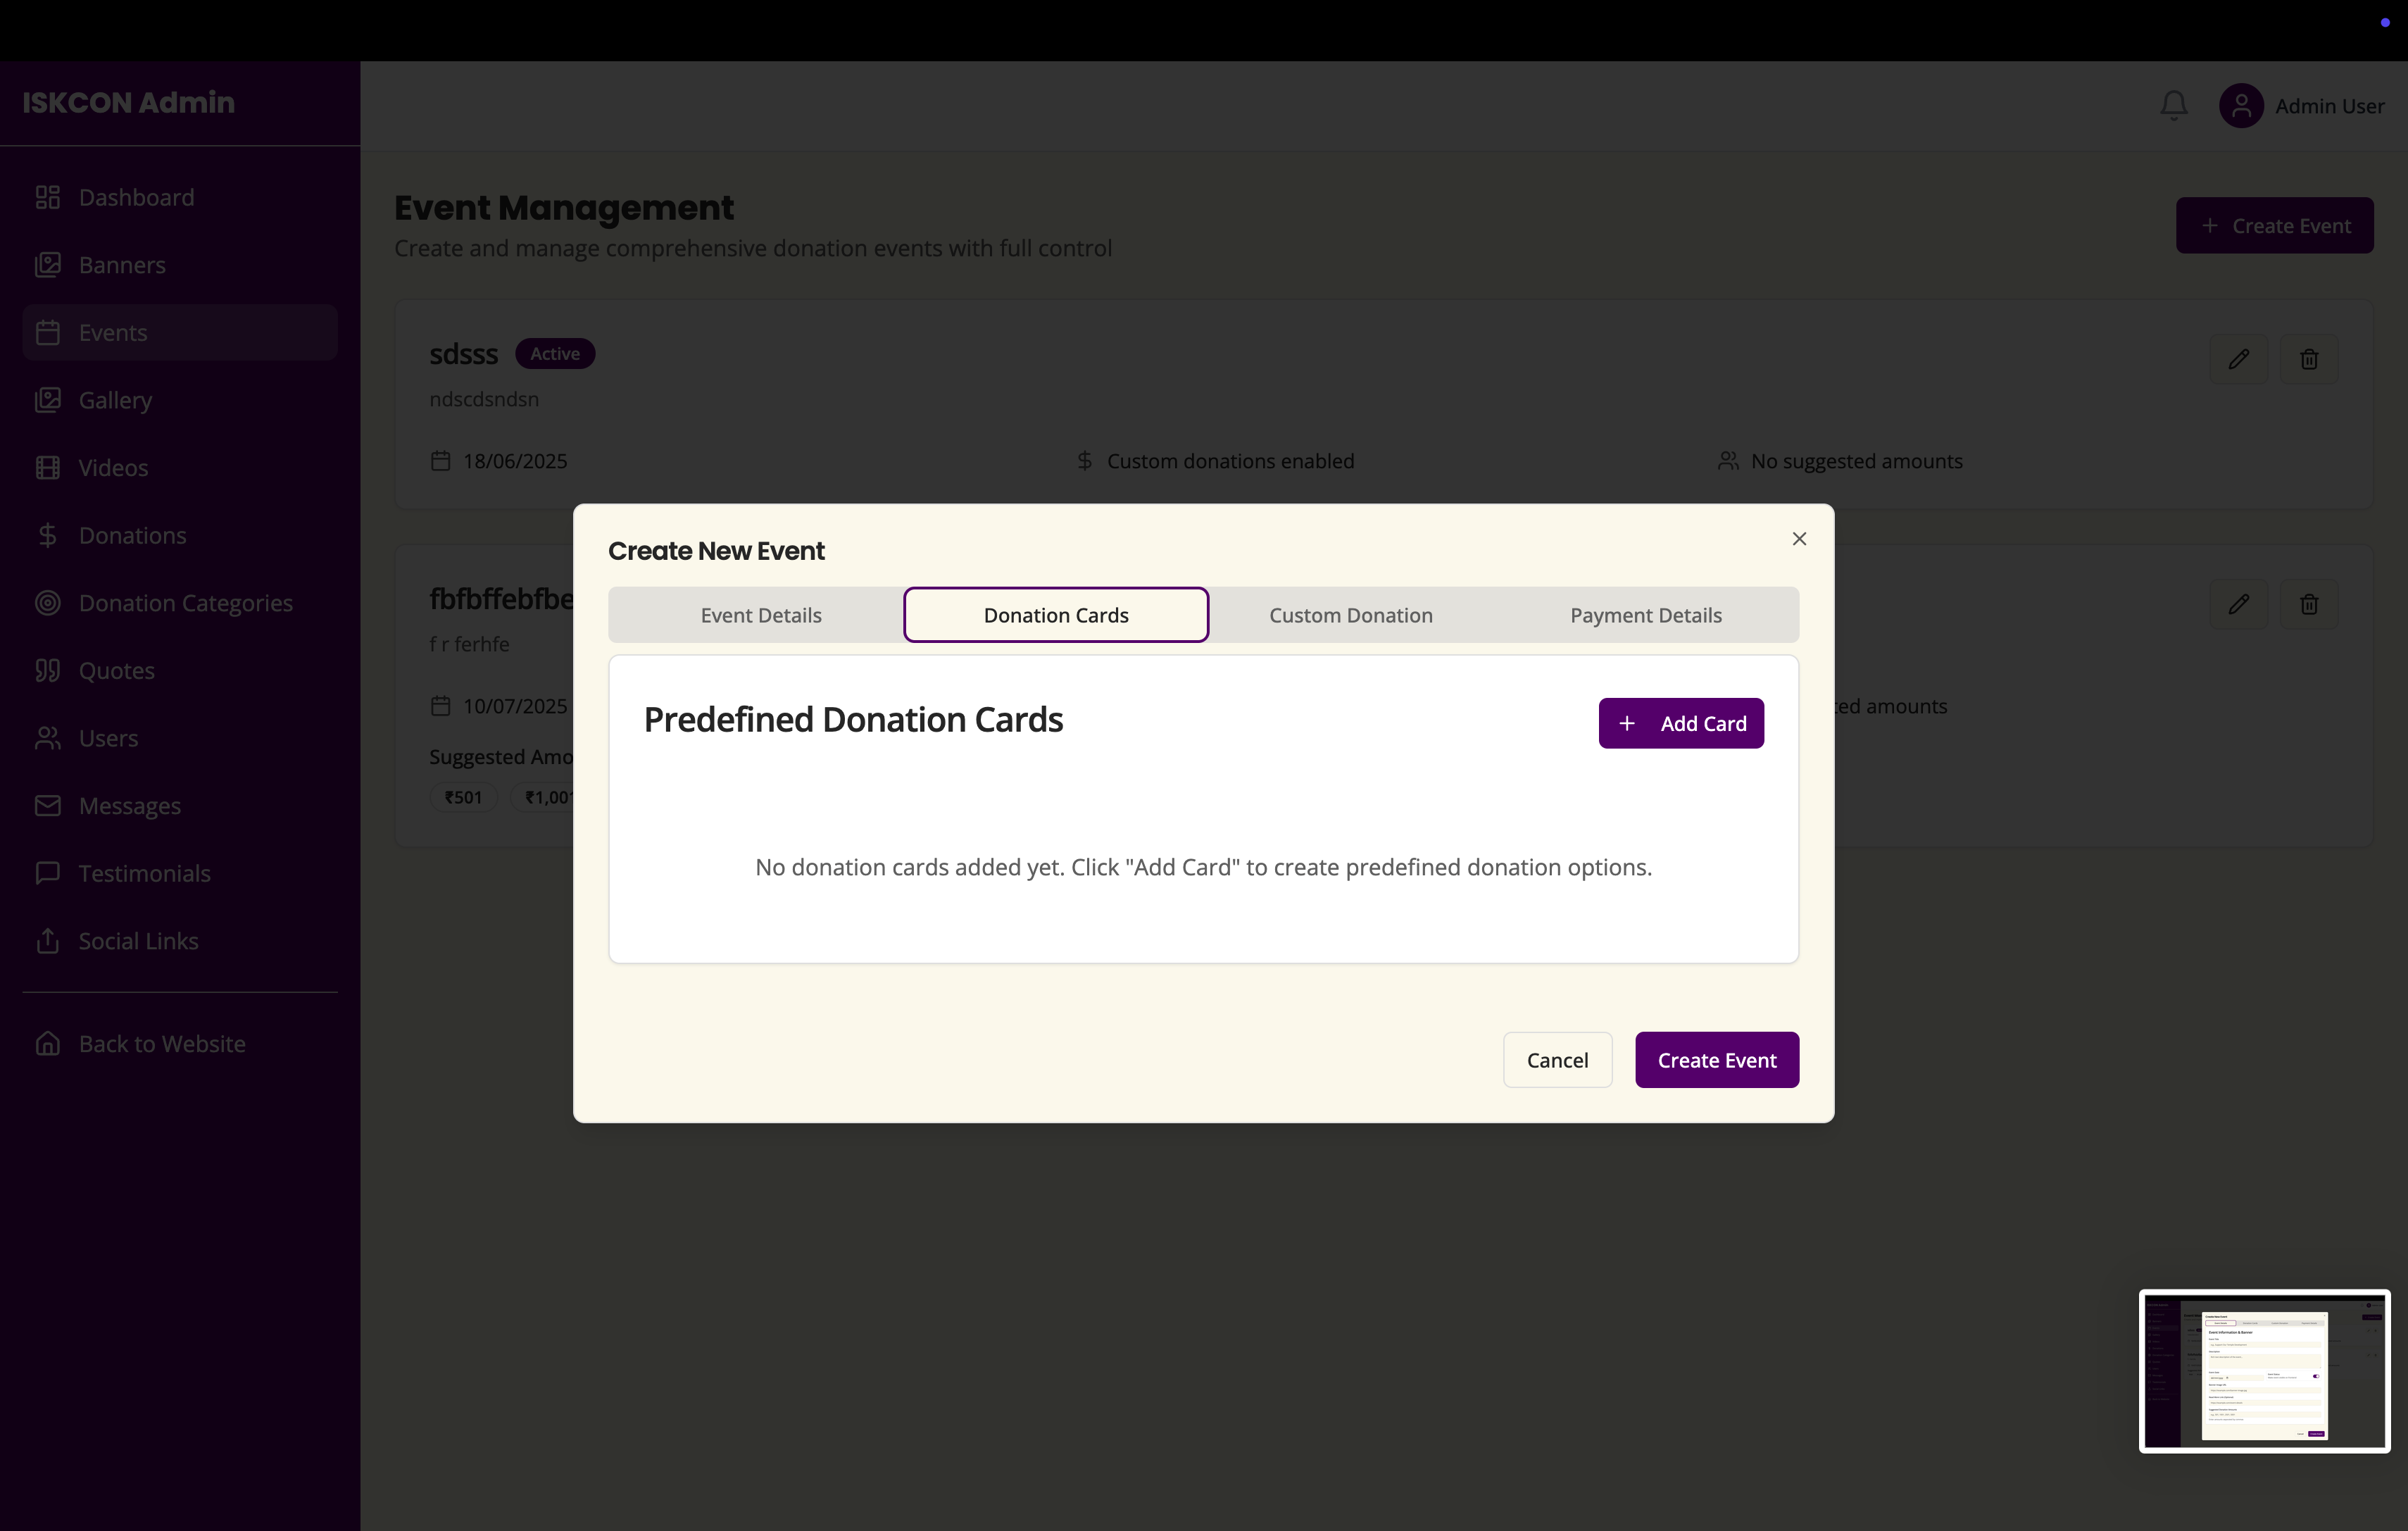 ISKCON Admin
Dashboard
Banners
Events
Gallery
Videos
Donations
Donation Categories
Quotes
Users
Messages
Testimonials
Social Links
Back to Website
Admin User
Event Management
Create and manage comprehensive donation events with full control
+ Create Event
sdsss Active
ndscdsndsn
18/06/2025 Custom donations enabled No suggested amounts
fbfbffebfbe
f r ferhfe
10/07/2025
amounts
Suggested Amo
₹501 ₹1,001
Create New Event
Event Details Donation Cards Custom Donation Payment Details
Predefined Donation Cards
+ Add Card
No donation cards added yet. Click "Add Card" to create predefined donation options.
Cancel Create Event